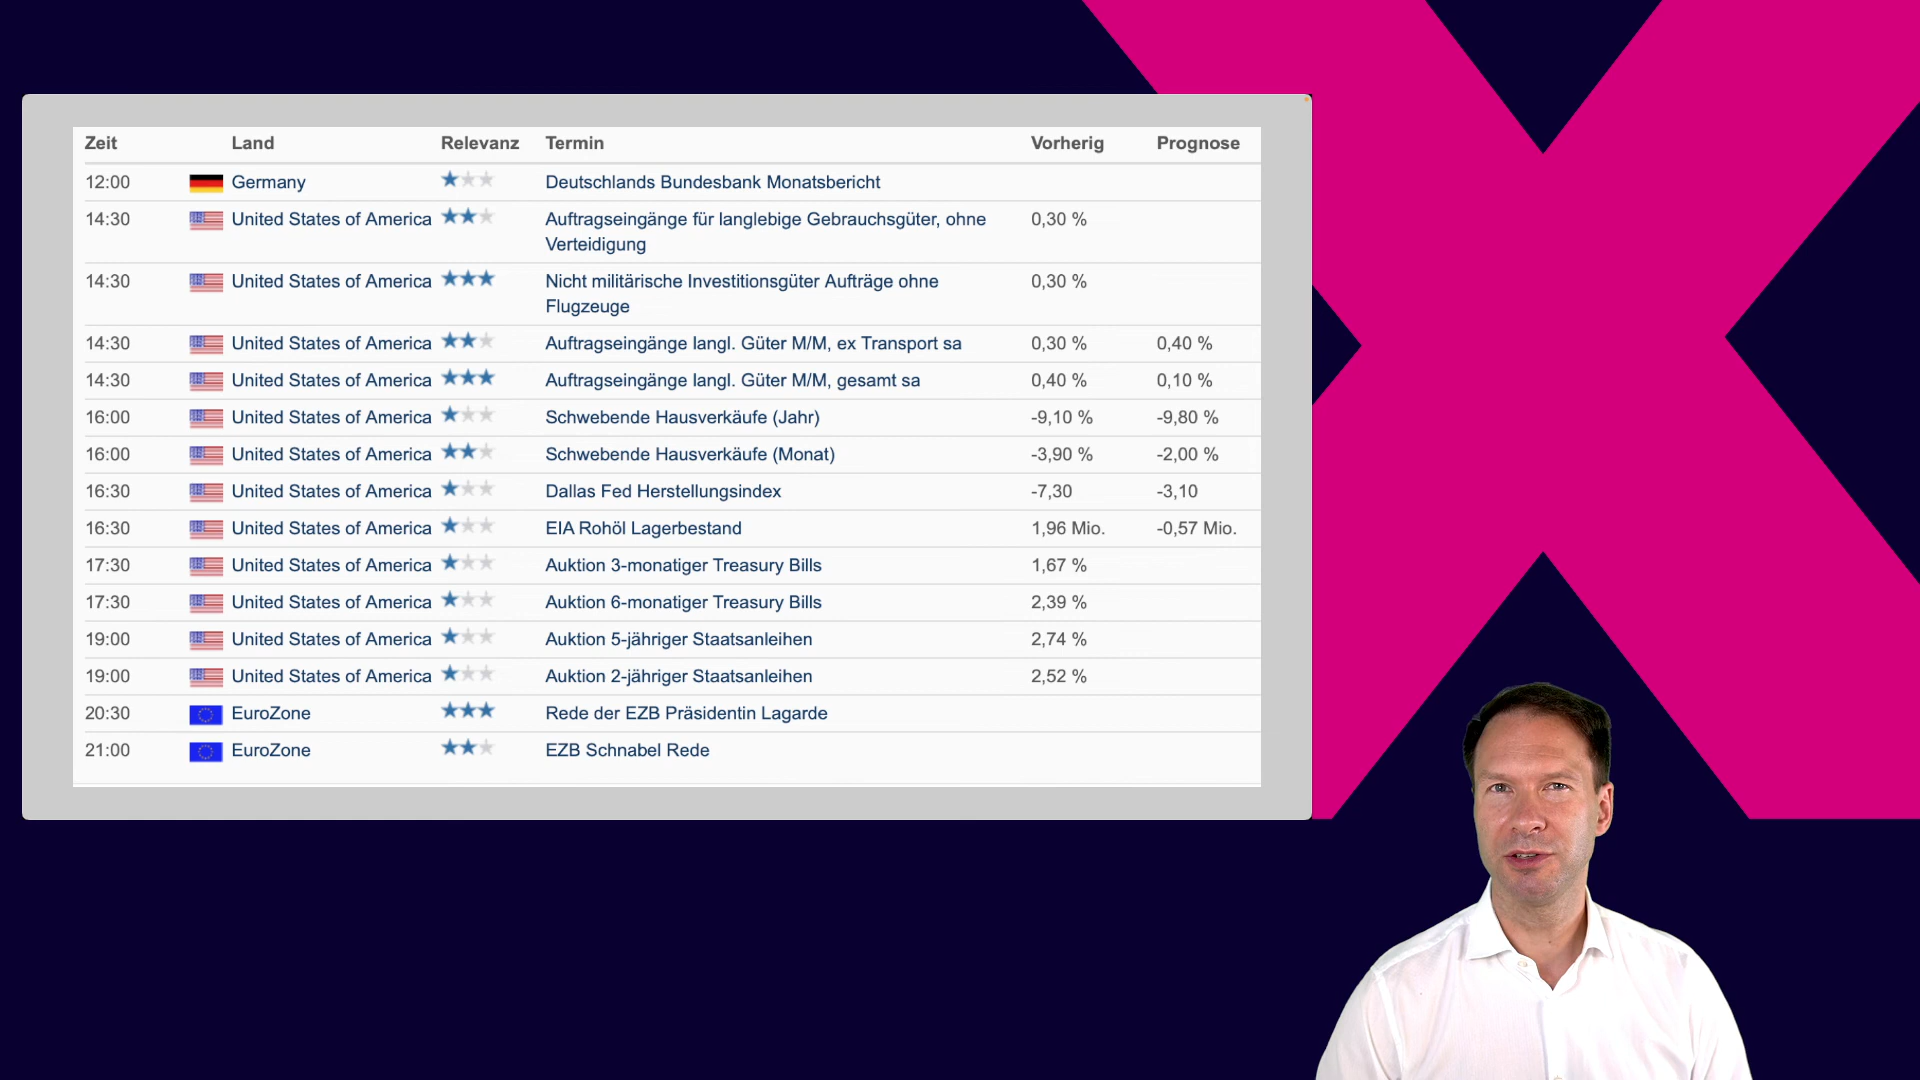 Zeit Land Relevanz Termin Vorherig Prognose
12:00 Germany Deutschlands Bundesbank Monatsbericht
14:30 United States of America Auftragseingänge für langlebige Gebrauchsgüter, ohne 0,30 %
Verteidigung
14:30 United States of America Nicht militärische Investitionsgüter Aufträge ohne 0,30 %
Flugzeuge
14:30 United States of America Auftragseingänge langl. Güter M/M, ex Transport sa 0,30 % 0,40 %
14:30 United States of America Auftragseingänge langl. Güter M/M, gesamt sa 0,40 % 0,10 %
16:00 United States of America Schwebende Hausverkäufe (Jahr) -9,10 % -9,80 %
16:00 United States of America Schwebende Hausverkäufe (Monat) -3,90 % -2,00 %
16:30 United States of America Dallas Fed Herstellungsindex -7,30 -3,10
16:30 United States of America EIA Rohöl Lagerbestand 1,96 Mio. -0,57 Mio.
17:30 United States of America Auktion 3-monatiger Treasury Bills 1,67 %
17:30 United States of America Auktion 6-monatiger Treasury Bills 2,39 %
19:00 United States of America Auktion 5-jähriger Staatsanleihen 2,74 %
19:00 United States of America Auktion 2-jähriger Staatsanleihen 2,52 %
20:30 EuroZone Rede der EZB Präsidentin Lagarde
21:00 EuroZone EZB Schnabel Rede